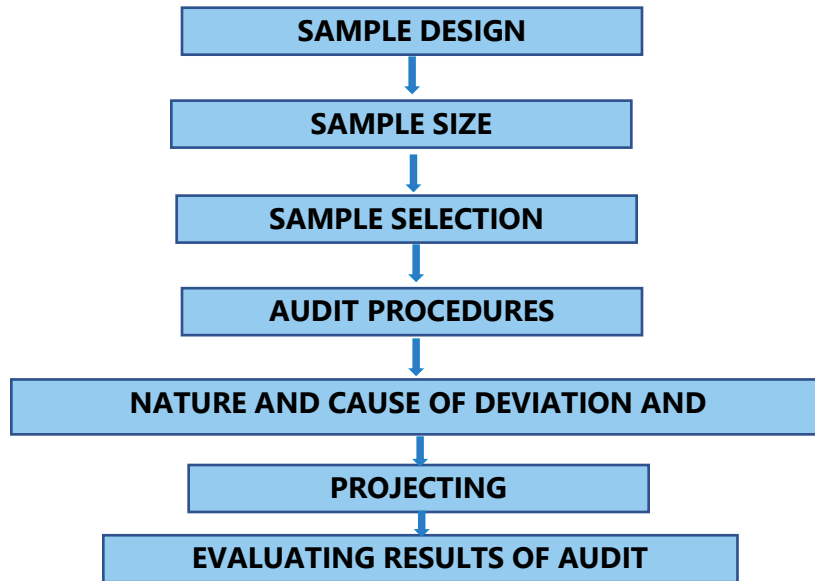 SAMPLE DESIGN
SAMPLE SIZE
SAMPLE SELECTION
AUDIT PROCEDURES
NATURE AND CAUSE OF DEVIATION AND
PROJECTING
EVALUATING RESULTS OF AUDIT